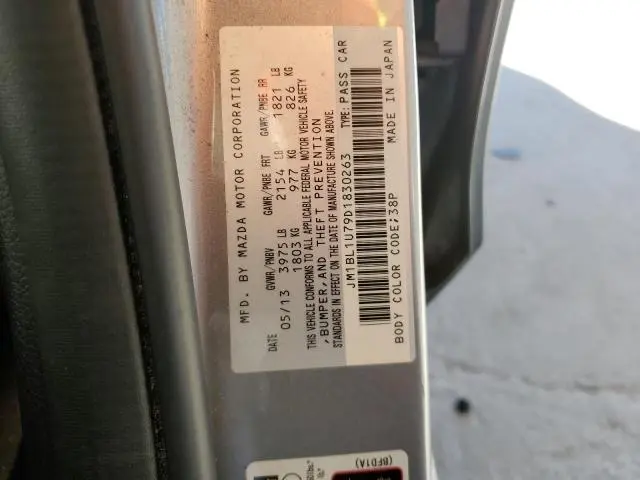 MFD. BY MAZDA MOTOR CORPORATION
DATE GVWR/PNBV GAWR/PNBE FRT GAWR/PNBE RR
05/13 3975 LB 2154 LB 1821 LB
1803 KG 977 KG 826 KG
THIS VEHICLE CONFORMS TO ALL APPLICABLE FEDERAL MOTOR VEHICLE SAFETY
,BUMPER,AND THEFT PREVENTION
STANDARDS IN EFFECT ON THE DATE OF MANUFACTURE SHOWN ABOVE.
JM1BL1U79D1830263 TYPE: PASS CAR
BODY COLOR CODE;38P MADE IN JAPAN
(BFD1A)